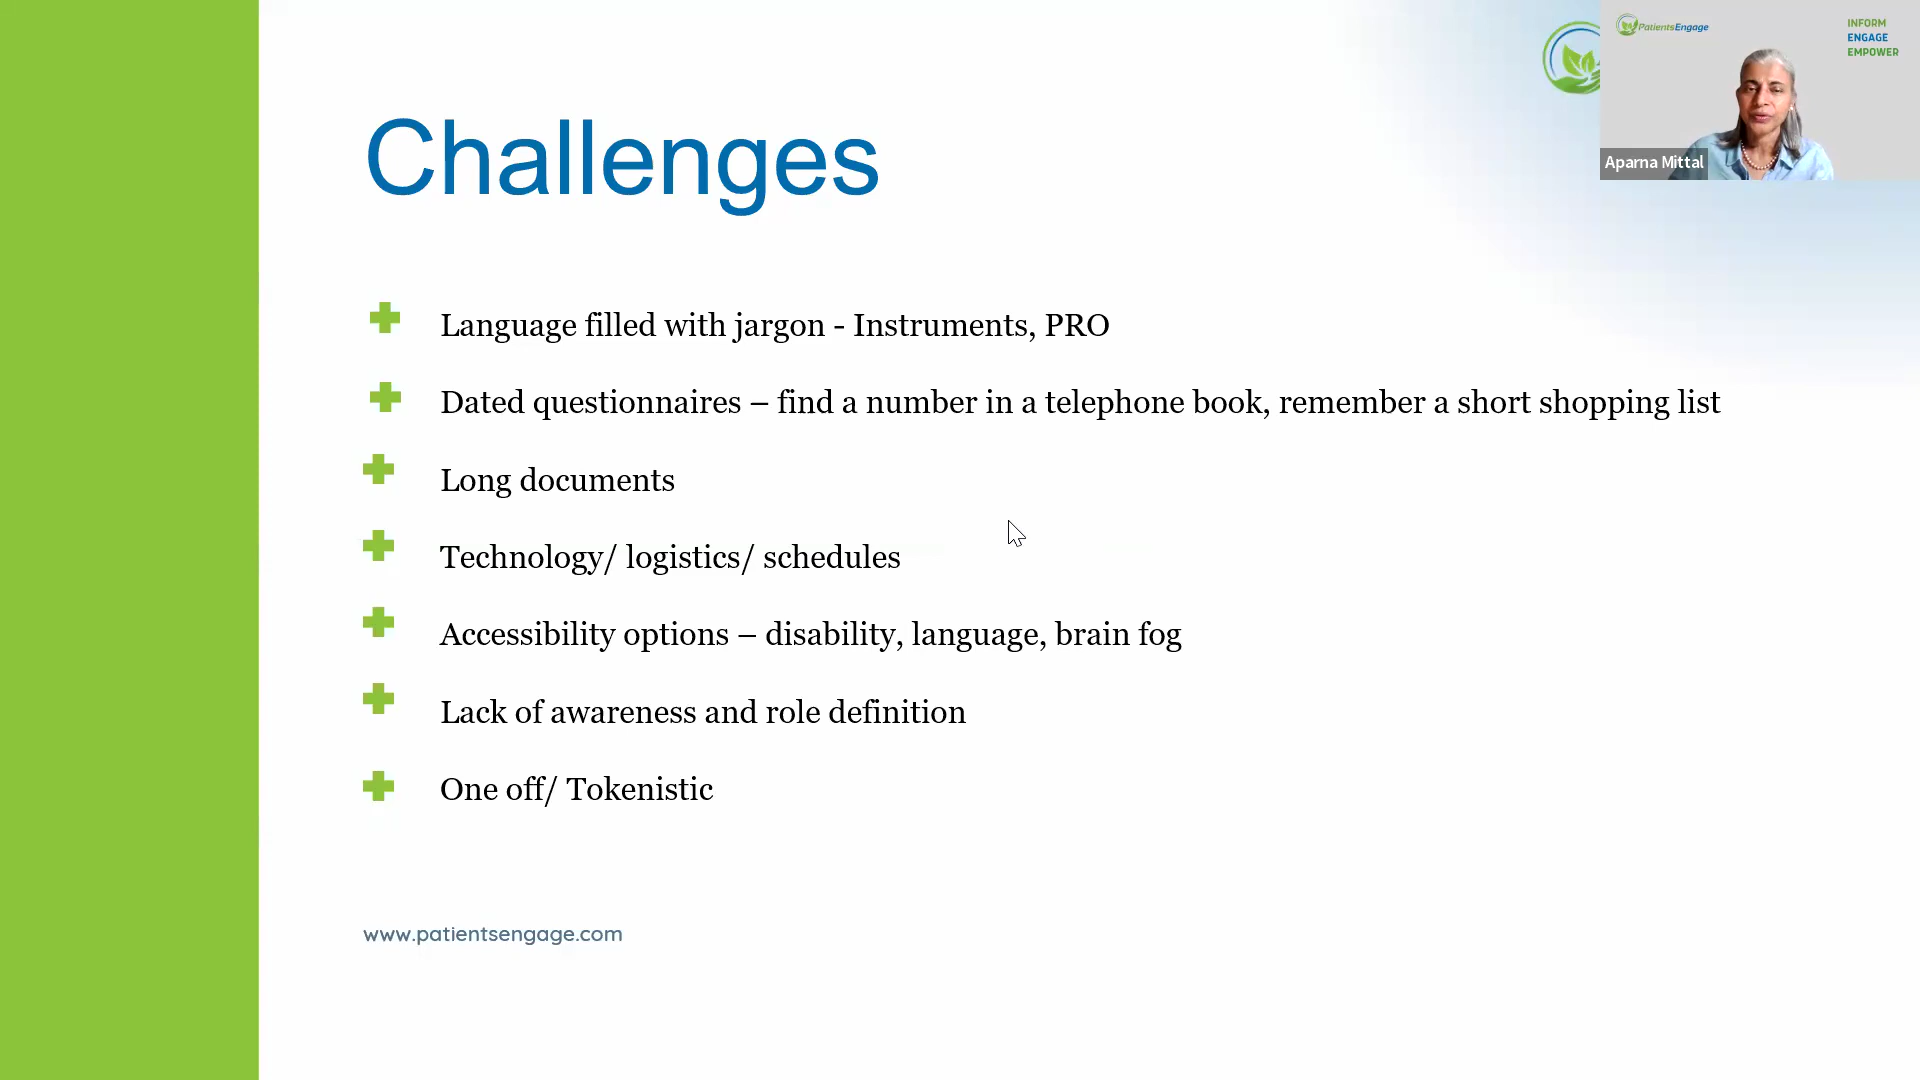 PatientsEngage
INFORM
ENGAGE
EMPOWER
Aparna Mittal
Challenges
Language filled with jargon - Instruments, PRO
Dated questionnaires – find a number in a telephone book, remember a short shopping list
Long documents
Technology/ logistics/ schedules
Accessibility options – disability, language, brain fog
Lack of awareness and role definition
One off/ Tokenistic
www.patientsengage.com